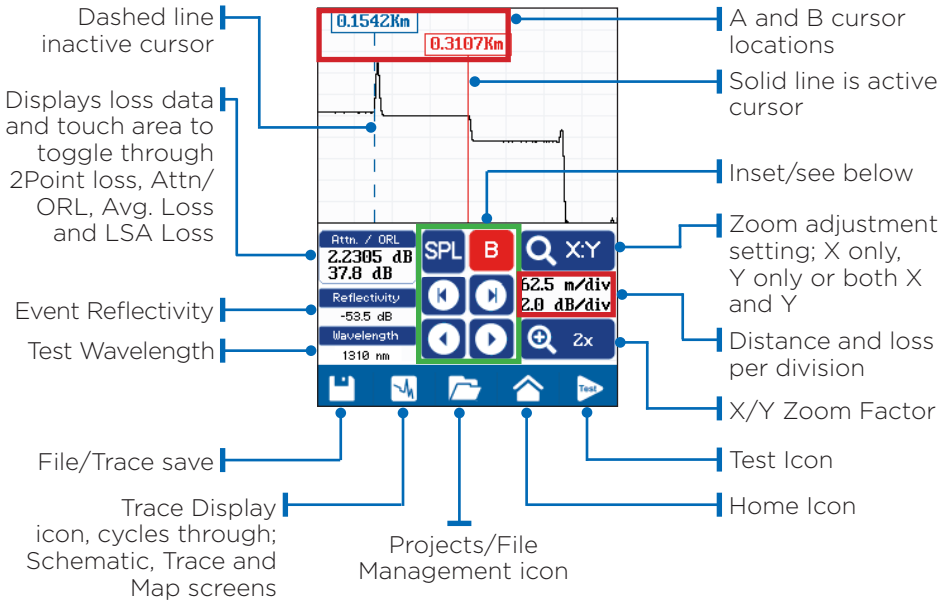 Dashed line
inactive cursor
Displays loss data
and touch area to
toggle through
2Point loss, Attn/
ORL, Avg. Loss
and LSA Loss
Event Reflectivity
Test Wavelength
0.1542Km
0.3107Km
Attn. / ORL
2.2305 dB
37.8 dB
Reflectivity
-53.5 dB
Wavelength
1310 nm
SPL
B
X:Y
62.5 m/div
2.0 dB/div
2x
Test
A and B cursor
locations
Solid line is active
cursor
Inset/see below
Zoom adjustment
setting; X only,
Y only or both X
and Y
Distance and loss
per division
X/Y Zoom Factor
Test Icon
Home Icon
File/Trace save
Trace Display
icon, cycles through;
Schematic, Trace and
Map screens
Projects/File
Management icon